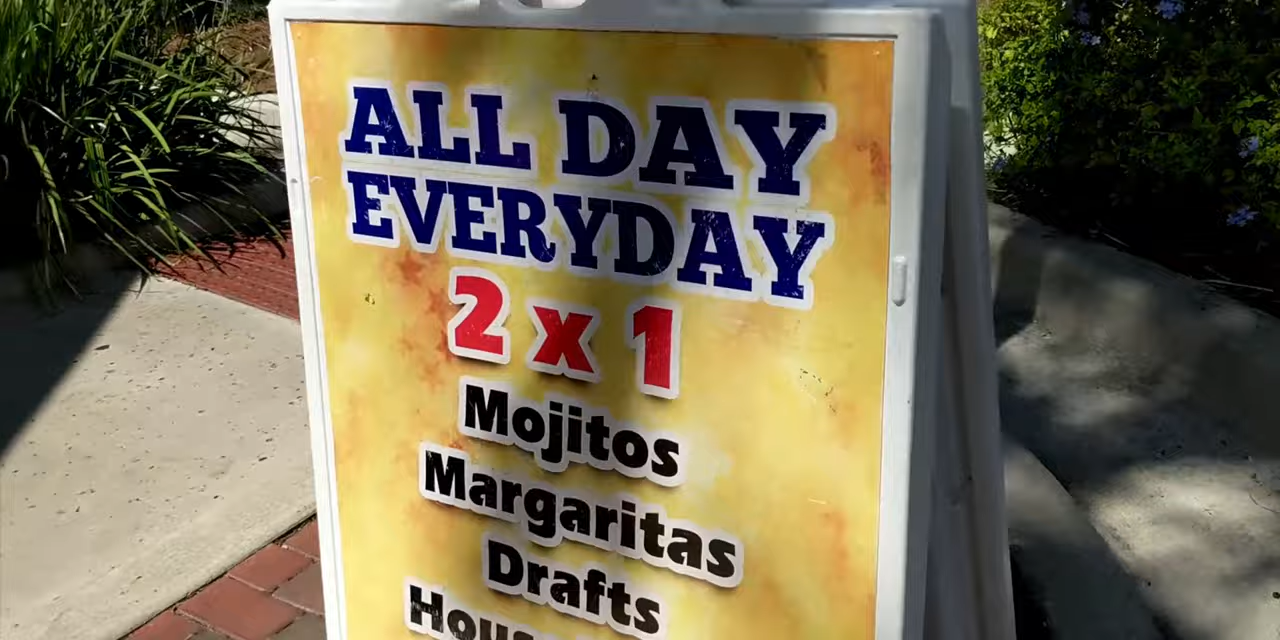 ALL DAY
EVERYDAY
2 x 1
Mojitos
Margaritas
Drafts